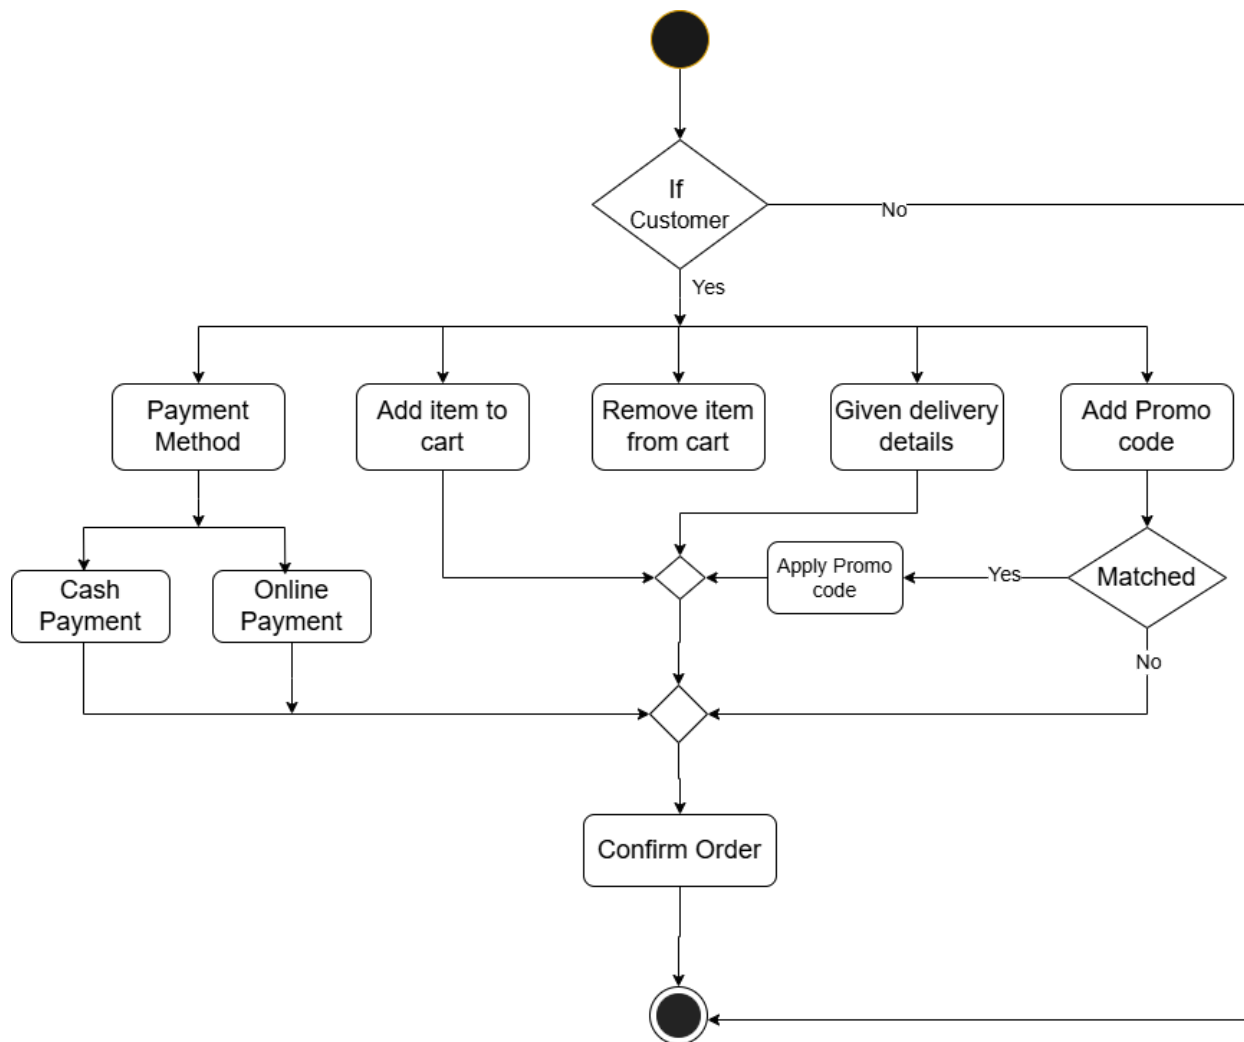 If
Customer
No
Yes
Payment
Method
Add item to
cart
Remove item
from cart
Given delivery
details
Add Promo
code
Cash
Payment
Online
Payment
Apply Promo
code
Yes
Matched
No
Confirm Order